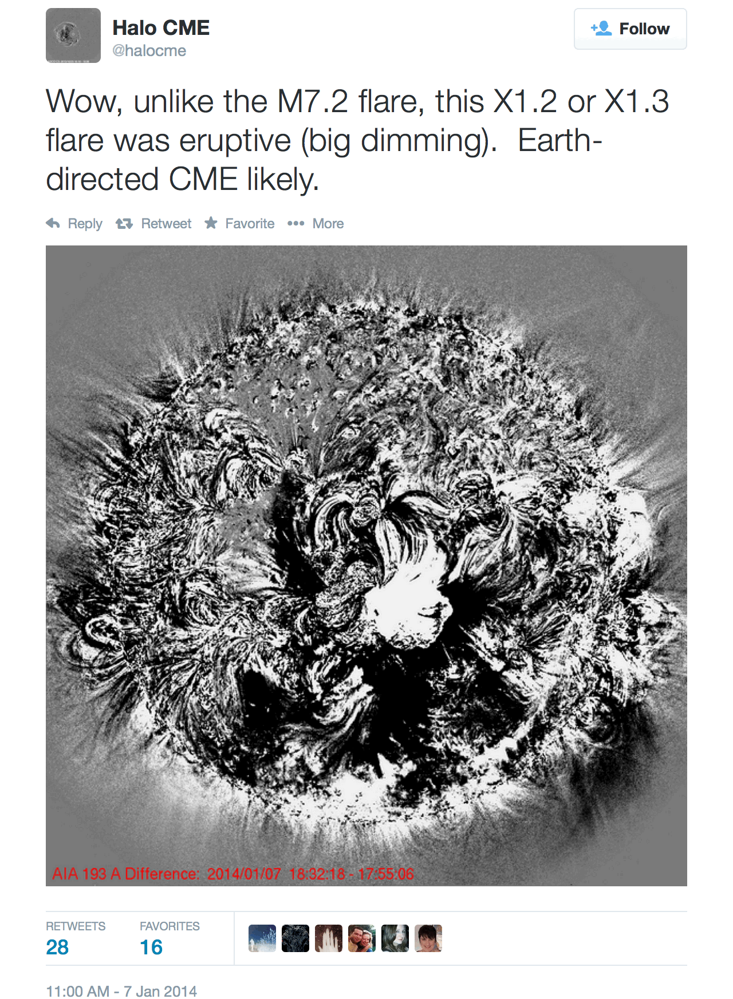 Halo CME
@halocme
Follow
Wow, unlike the M7.2 flare, this X1.2 or X1.3
flare was eruptive (big dimming).  Earth-
directed CME likely.
Reply Retweet Favorite More
AIA 193 A Difference:  2014/01/07  18:32:18 - 17:55:06
RETWEETS FAVORITES
28 16
11:00 AM - 7 Jan 2014